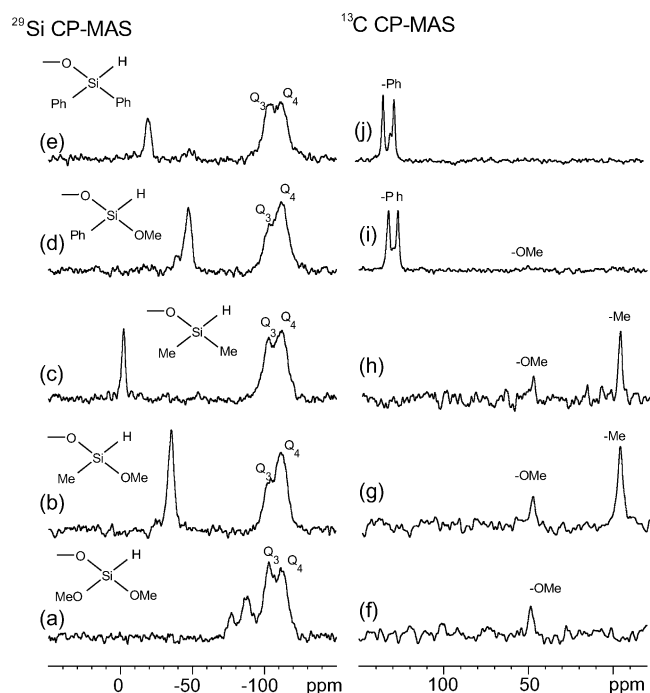 29Si CP-MAS
13C CP-MAS
O H
Si
Ph Ph
Q3 Q4
(e)
-Ph
(j)
O H
Si
Ph OMe
Q3 Q4
(d)
-P h
(i)
-OMe
O H
Si
Me Me
Q3 Q4
(c)
-Me
-OMe
(h)
O H
Si
Me OMe
Q3 Q4
(b)
-Me
-OMe
(g)
O H
Si
MeO OMe
Q3 Q4
(a)
-OMe
(f)
0 -50 -100 ppm
100 50 ppm